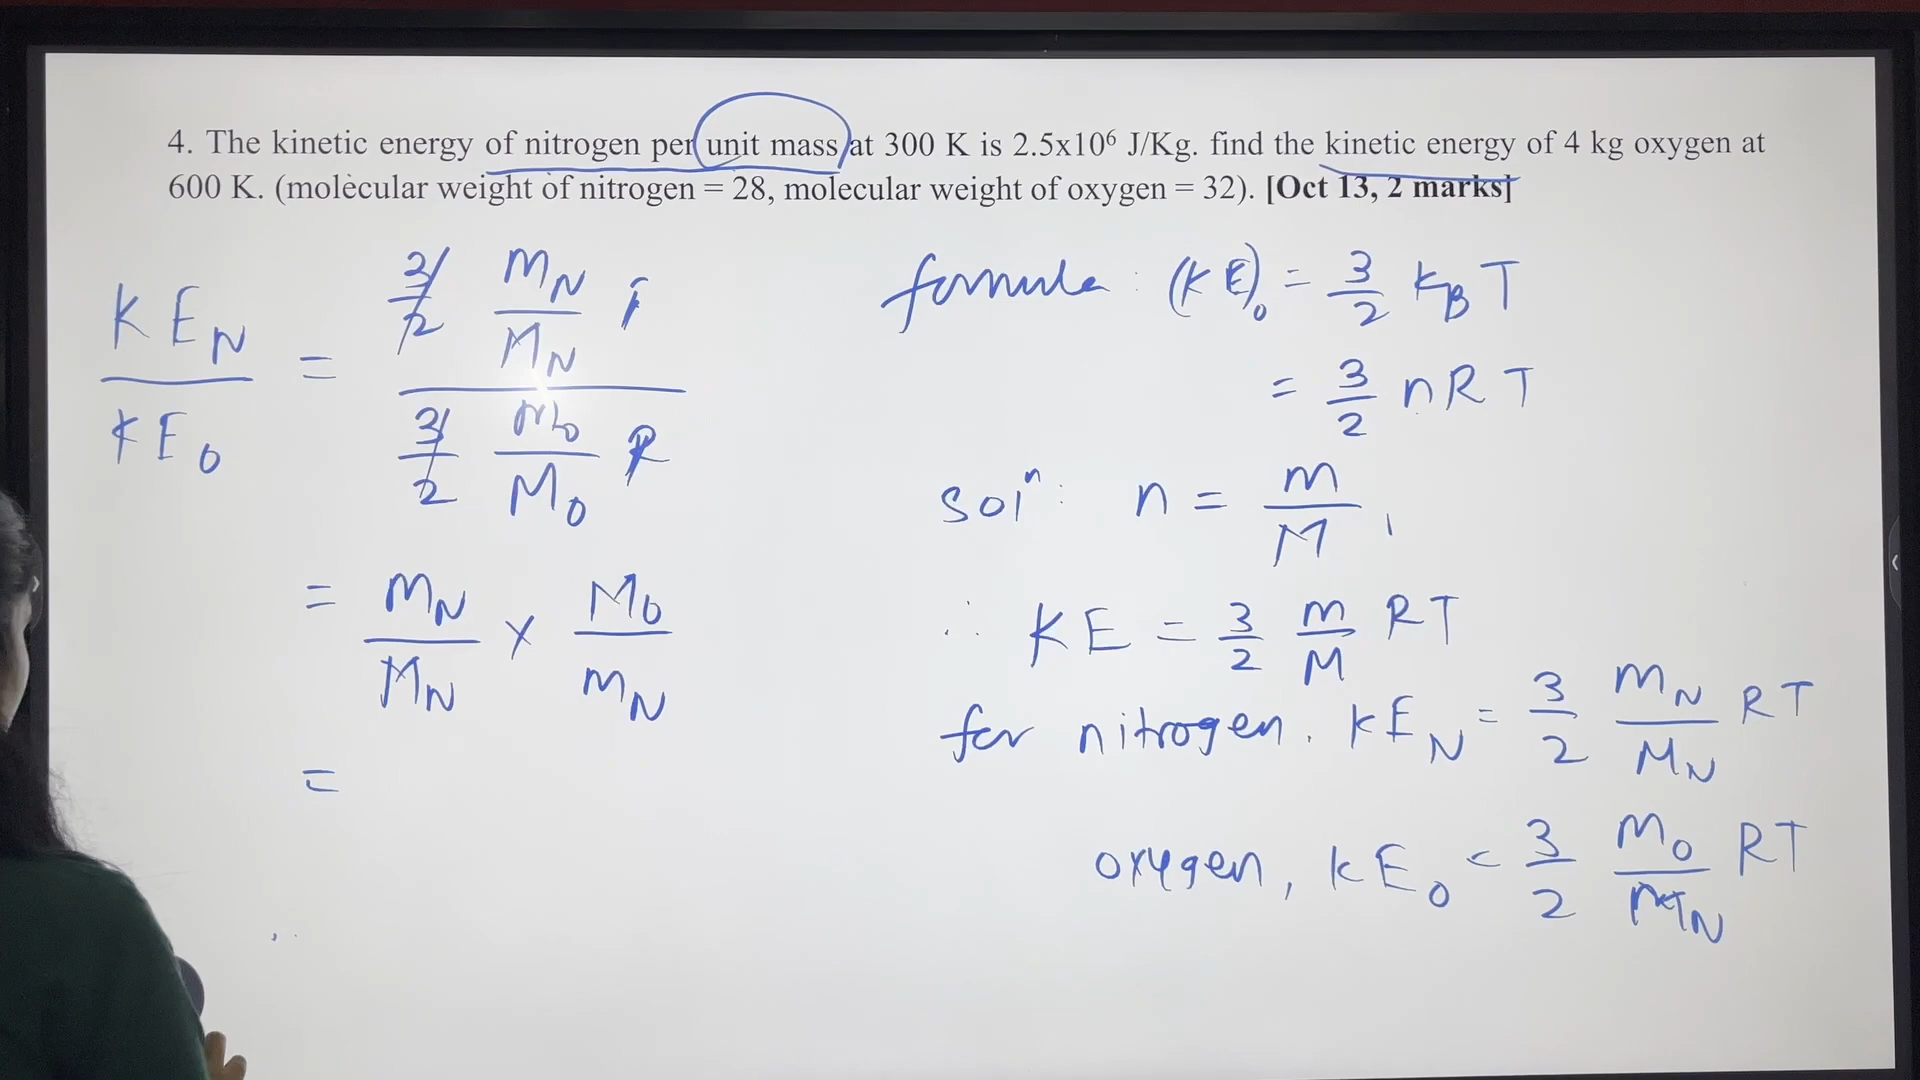 4. The kinetic energy of nitrogen per unit mass at 300 K is 2.5x10⁶ J/Kg. find the kinetic energy of 4 kg oxygen at
600 K. (molecular weight of nitrogen = 28, molecular weight of oxygen = 32). [Oct 13, 2 marks]
KE_N / KE_O = (3/2 m_N/M_N) / (3/2 m_O/M_O R)
= m_N/M_N × M_O/m_N
=
formula : (KE)₀ = 3/2 k_B T
= 3/2 nRT
Solⁿ: n = m/M ,
∴ KE = 3/2 m/M RT
for nitrogen. KE_N = 3/2 m_N/M_N RT
oxygen, KE_O = 3/2 m_O/M_N RT